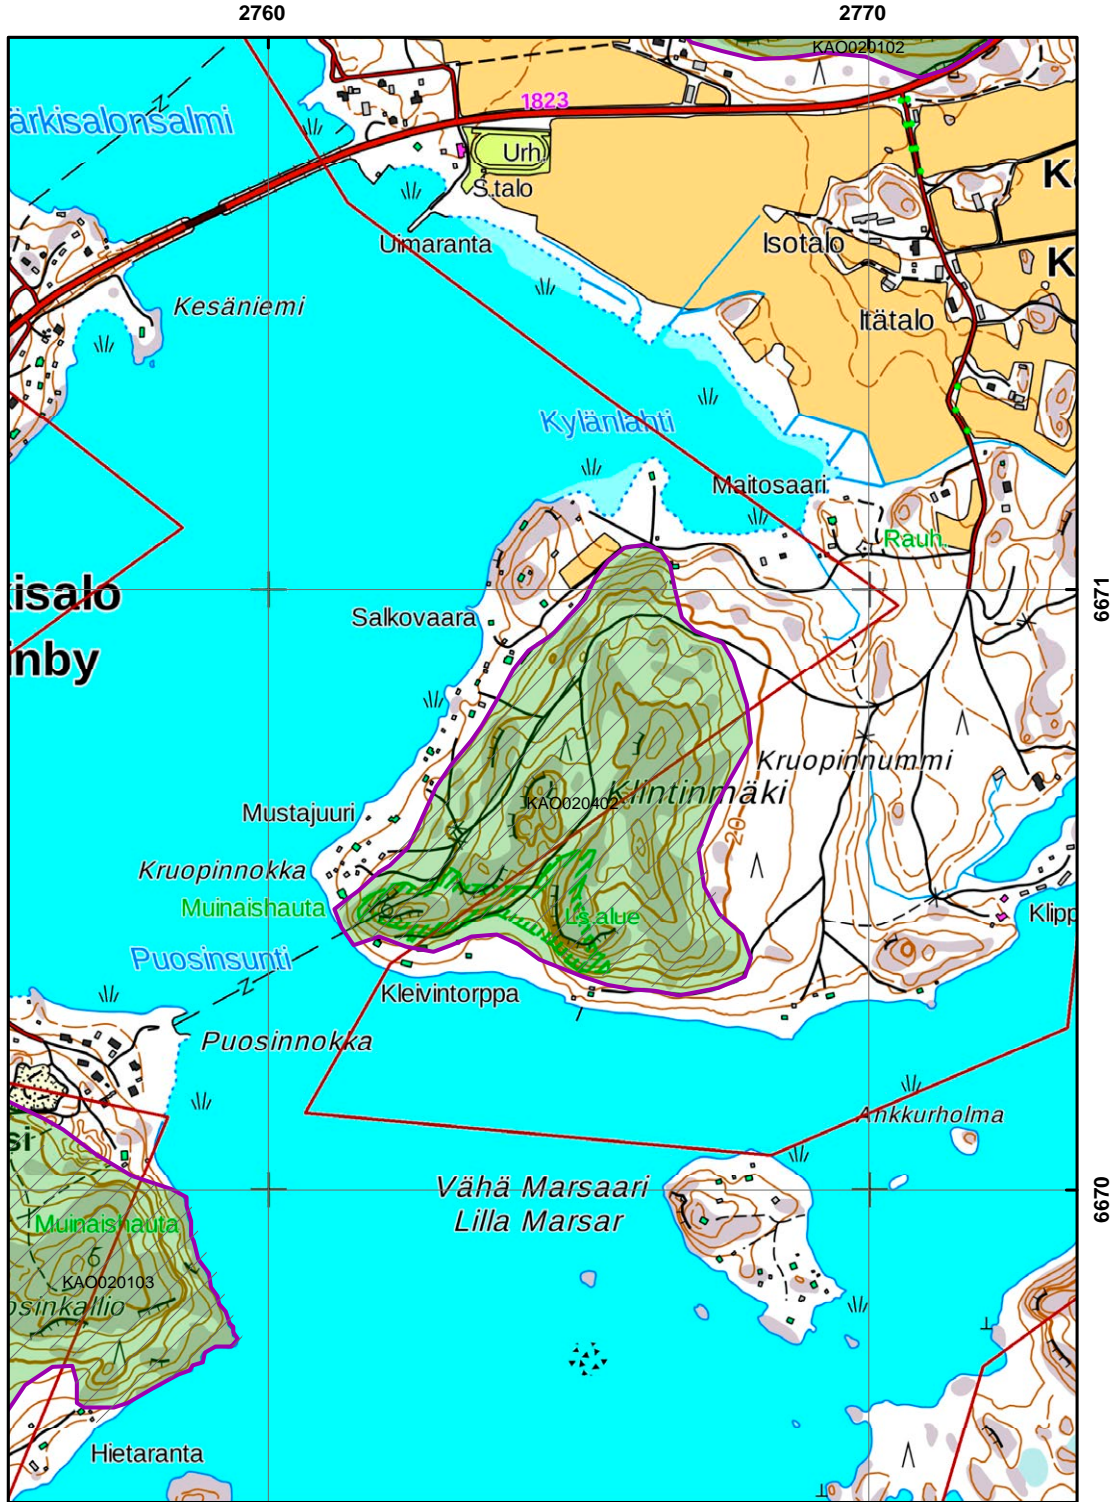 2760
2770
KAO020102
1823
ärkisalonsalmi
Urh.
S.talo
Uimaranta
Isotalo
K
Kesäniemi
Itätalo
Kylänlahti
Maitosaari
Rauh.
isalo
inby
Salkovaara
6671
Kruopinnummi
Klintinmäki
KAO020402
Mustajuuri
20
Kruopinnokka
Muinaishauta
Ls.alue
Klipp
Puosinsunti
Kleivintorppa
Puosinnokka
Ankkurholma
si
Vähä Marsaari
Lilla Marsar
6670
Muinaishauta
KAO020103
osinkallio
Hietaranta